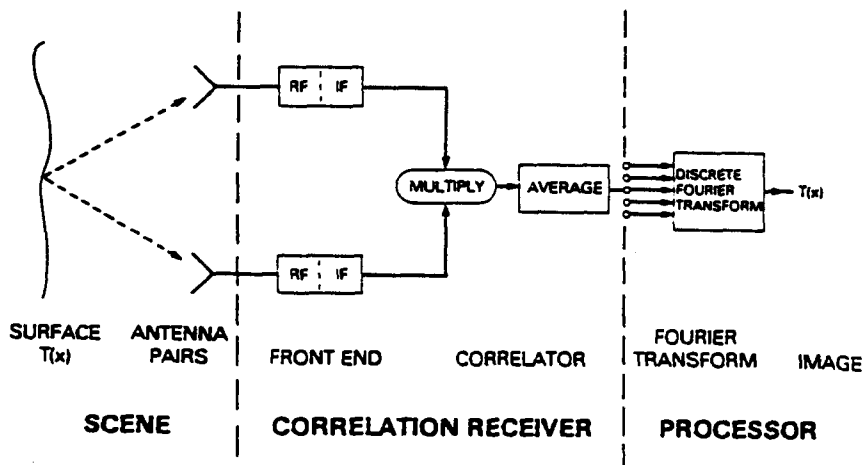 RF IF
MULTIPLY
AVERAGE
DISCRETE
FOURIER
TRANSFORM
T(x)
RF IF
SURFACE
T(x)
ANTENNA
PAIRS
FRONT END
CORRELATOR
FOURIER
TRANSFORM
IMAGE
SCENE
CORRELATION RECEIVER
PROCESSOR